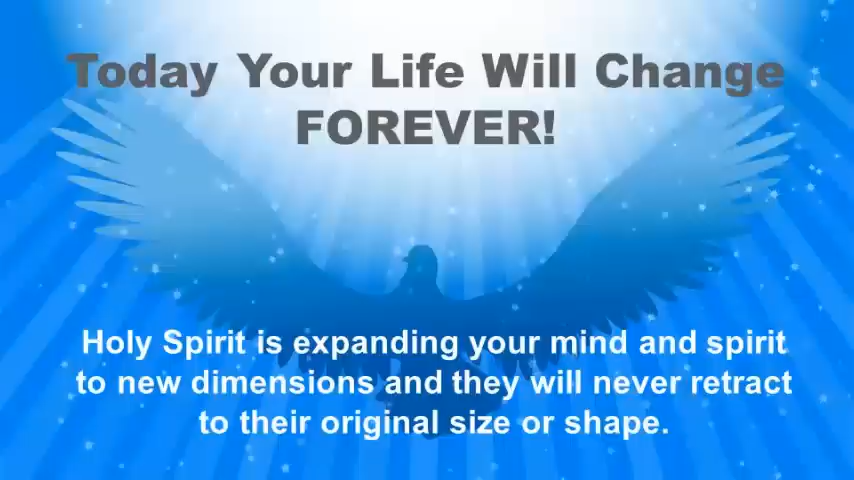 Today Your Life Will Change
FOREVER!
Holy Spirit is expanding your mind and spirit
to new dimensions and they will never retract
to their original size or shape.